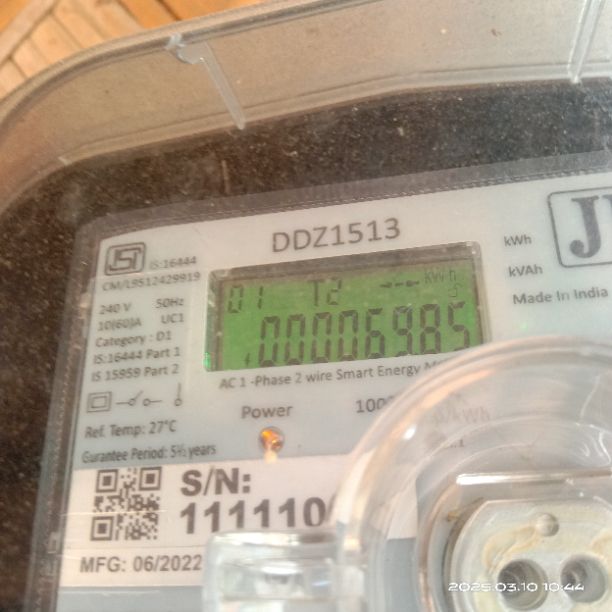 DDZ1513
ISI IS:16444
CM/L9512429919
240 V 50Hz
10(60)A UC1
Category : D1
IS:16444 Part 1
IS 15959 Part 2
Ref. Temp: 27°C
Gurantee Period: 5½ years
kWh
kVAh
Made In India
01 T2 kWh
00006985
AC 1 -Phase 2 wire Smart Energy
Power
S/N:
MFG: 06/2022
2025.03.10 10:44